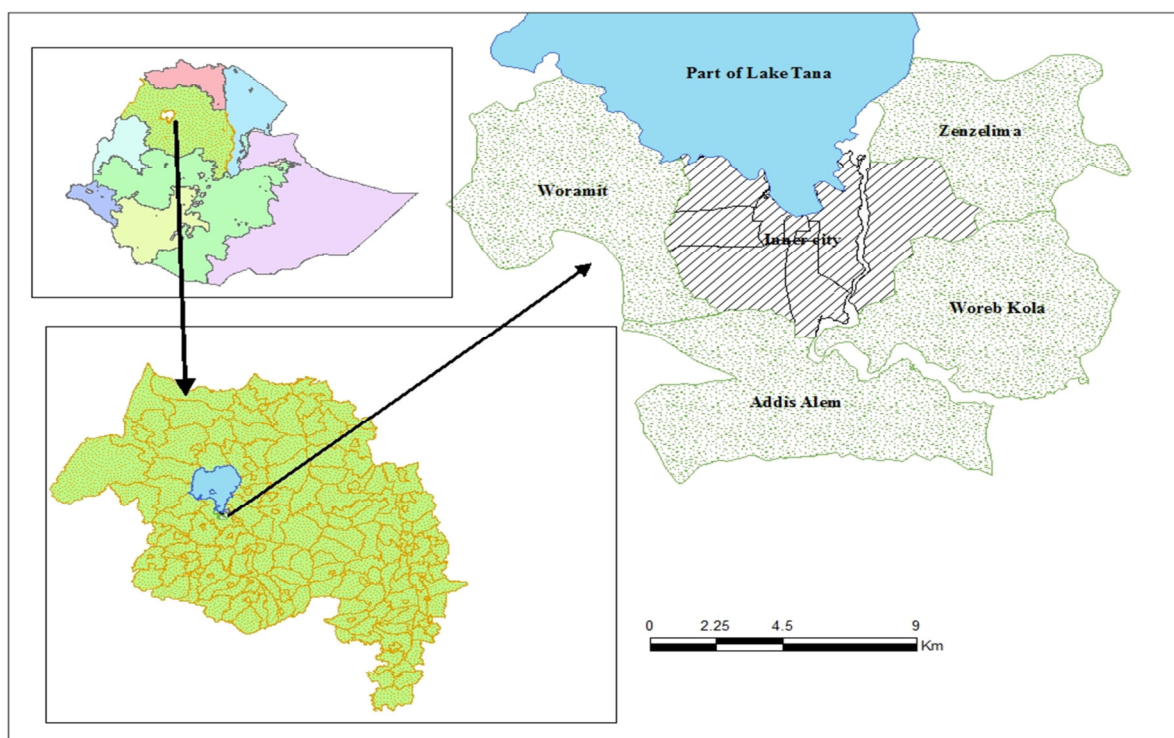 Part of Lake Tana
Zenzelima
Woramit
Inner city
Woreb Kola
Addis Alem
0 2.25 4.5 9
Km